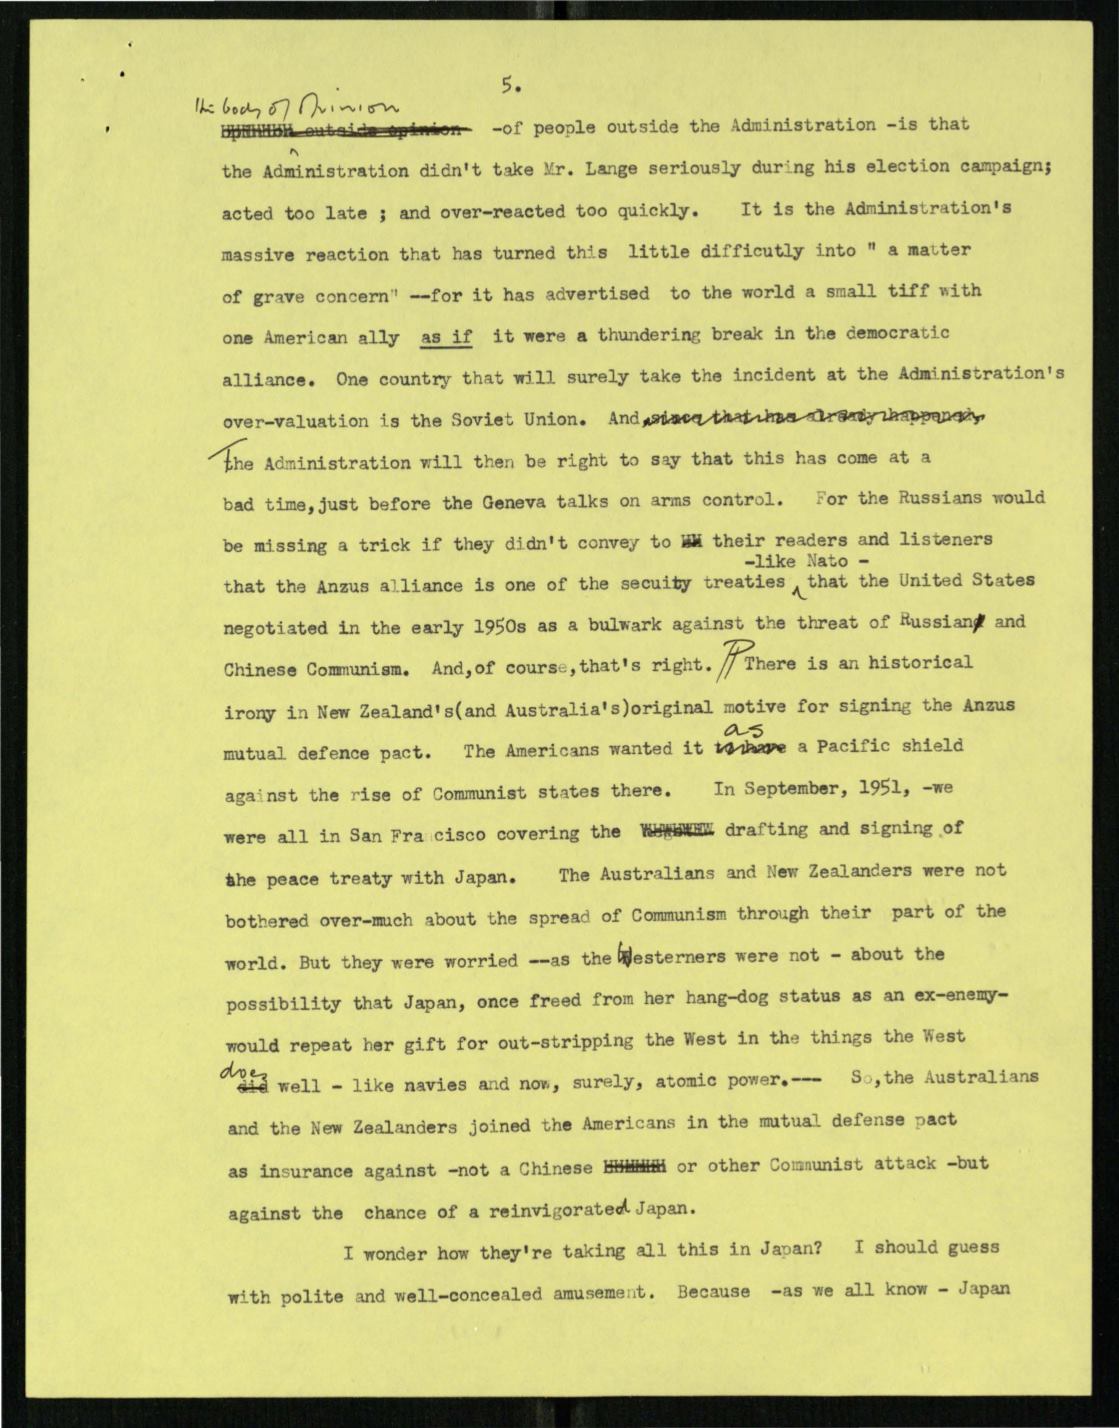 5.
the body of opinion
outside opinion -of people outside the Administration -is that
the Administration didn't take Mr. Lange seriously during his election campaign;
acted too late ; and over-reacted too quickly. It is the Administration's
massive reaction that has turned this little difficutly into " a matter
of grave concern" --for it has advertised to the world a small tiff with
one American ally as if it were a thundering break in the democratic
alliance. One country that will surely take the incident at the Administration's
over-valuation is the Soviet Union. And, since that has already happened,
The Administration will then be right to say that this has come at a
bad time,just before the Geneva talks on arms control. For the Russians would
be missing a trick if they didn't convey to their readers and listeners
-like Nato -
that the Anzus alliance is one of the secuity treaties that the United States
negotiated in the early 1950s as a bulwark against the threat of Russian and
Chinese Communism. And,of course,that's right. There is an historical
irony in New Zealand's(and Australia's)original motive for signing the Anzus
as
mutual defence pact. The Americans wanted it to have a Pacific shield
against the rise of Communist states there. In September, 1951, -we
were all in San Fra cisco covering the drafting and signing of
the peace treaty with Japan. The Australians and New Zealanders were not
bothered over-much about the spread of Communism through their part of the
world. But they were worried --as the Westerners were not - about the
possibility that Japan, once freed from her hang-dog status as an ex-enemy-
would repeat her gift for out-stripping the West in the things the West
does
did well - like navies and now, surely, atomic power.--- So,the Australians
and the New Zealanders joined the Americans in the mutual defense pact
as insurance against -not a Chinese or other Communist attack -but
against the chance of a reinvigorated Japan.
I wonder how they're taking all this in Japan? I should guess
with polite and well-concealed amusement. Because -as we all know - Japan